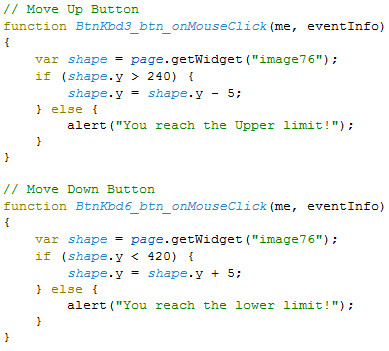 // Move Up Button
function BtnKbd3_btn_onMouseClick(me, eventInfo)
{
    var shape = page.getWidget("image76");
    if (shape.y > 240) {
        shape.y = shape.y - 5;
    } else {
        alert("You reach the Upper limit!");
    }
}

// Move Down Button
function BtnKbd6_btn_onMouseClick(me, eventInfo)
{
    var shape = page.getWidget("image76");
    if (shape.y < 420) {
        shape.y = shape.y + 5;
    } else {
        alert("You reach the lower limit!");
    }
}